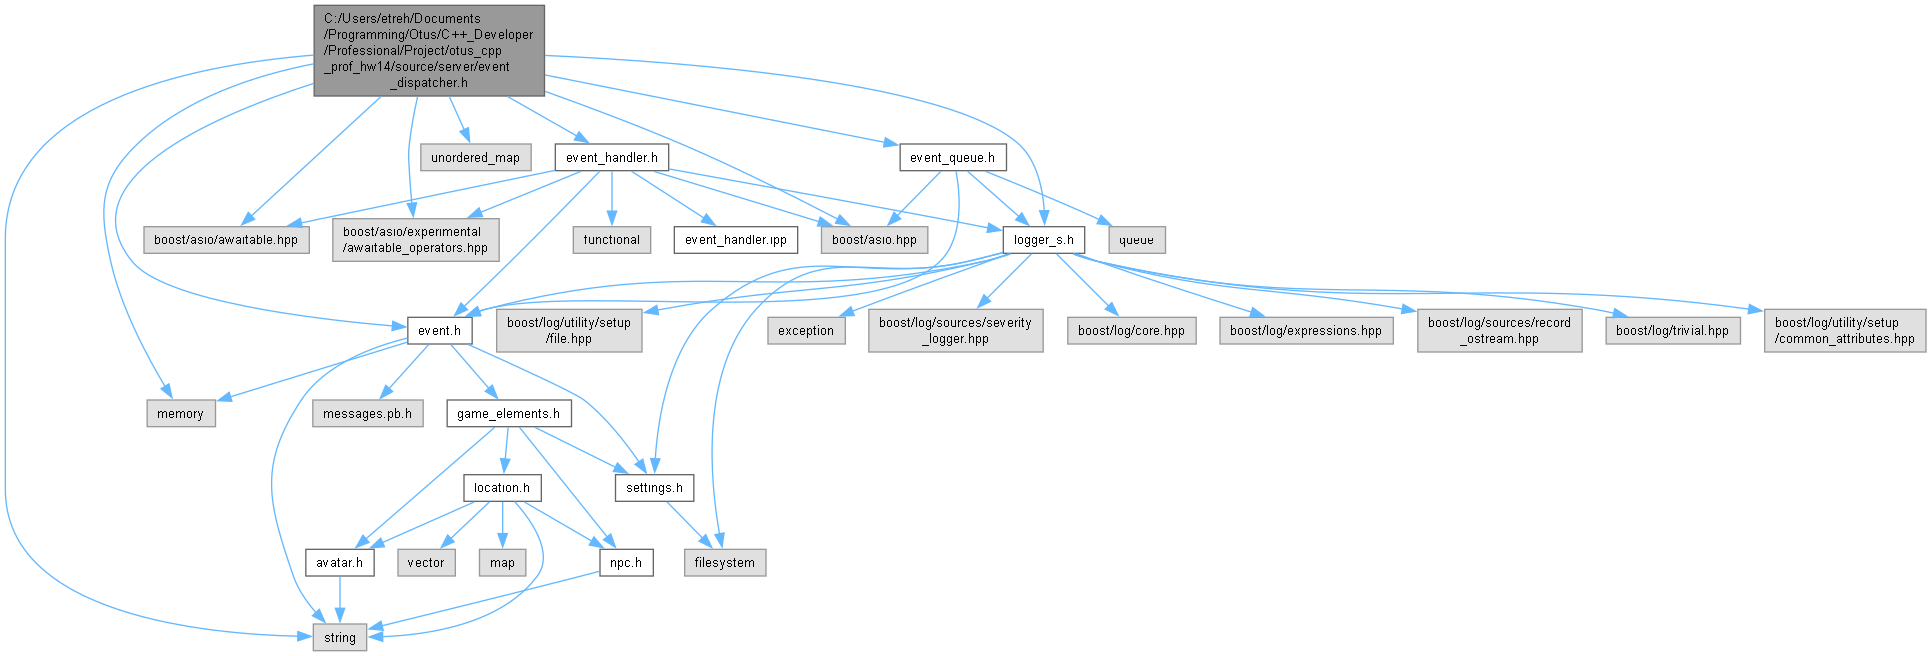 C:/Users/etreh/Documents
/Programming/Otus/C++_Developer
/Professional/Project/otus_cpp
_prof_hw14/source/server/event
_dispatcher.h
unordered_map
event_handler.h
event_queue.h
boost/asio/awaitable.hpp
boost/asio/experimental
/awaitable_operators.hpp
functional
event_handler.ipp
boost/asio.hpp
logger_s.h
queue
event.h
boost/log/utility/setup
/file.hpp
exception
boost/log/sources/severity
_logger.hpp
boost/log/core.hpp
boost/log/expressions.hpp
boost/log/sources/record
_ostream.hpp
boost/log/trivial.hpp
boost/log/utility/setup
/common_attributes.hpp
memory
messages.pb.h
game_elements.h
location.h
settings.h
avatar.h
vector
map
npc.h
filesystem
string